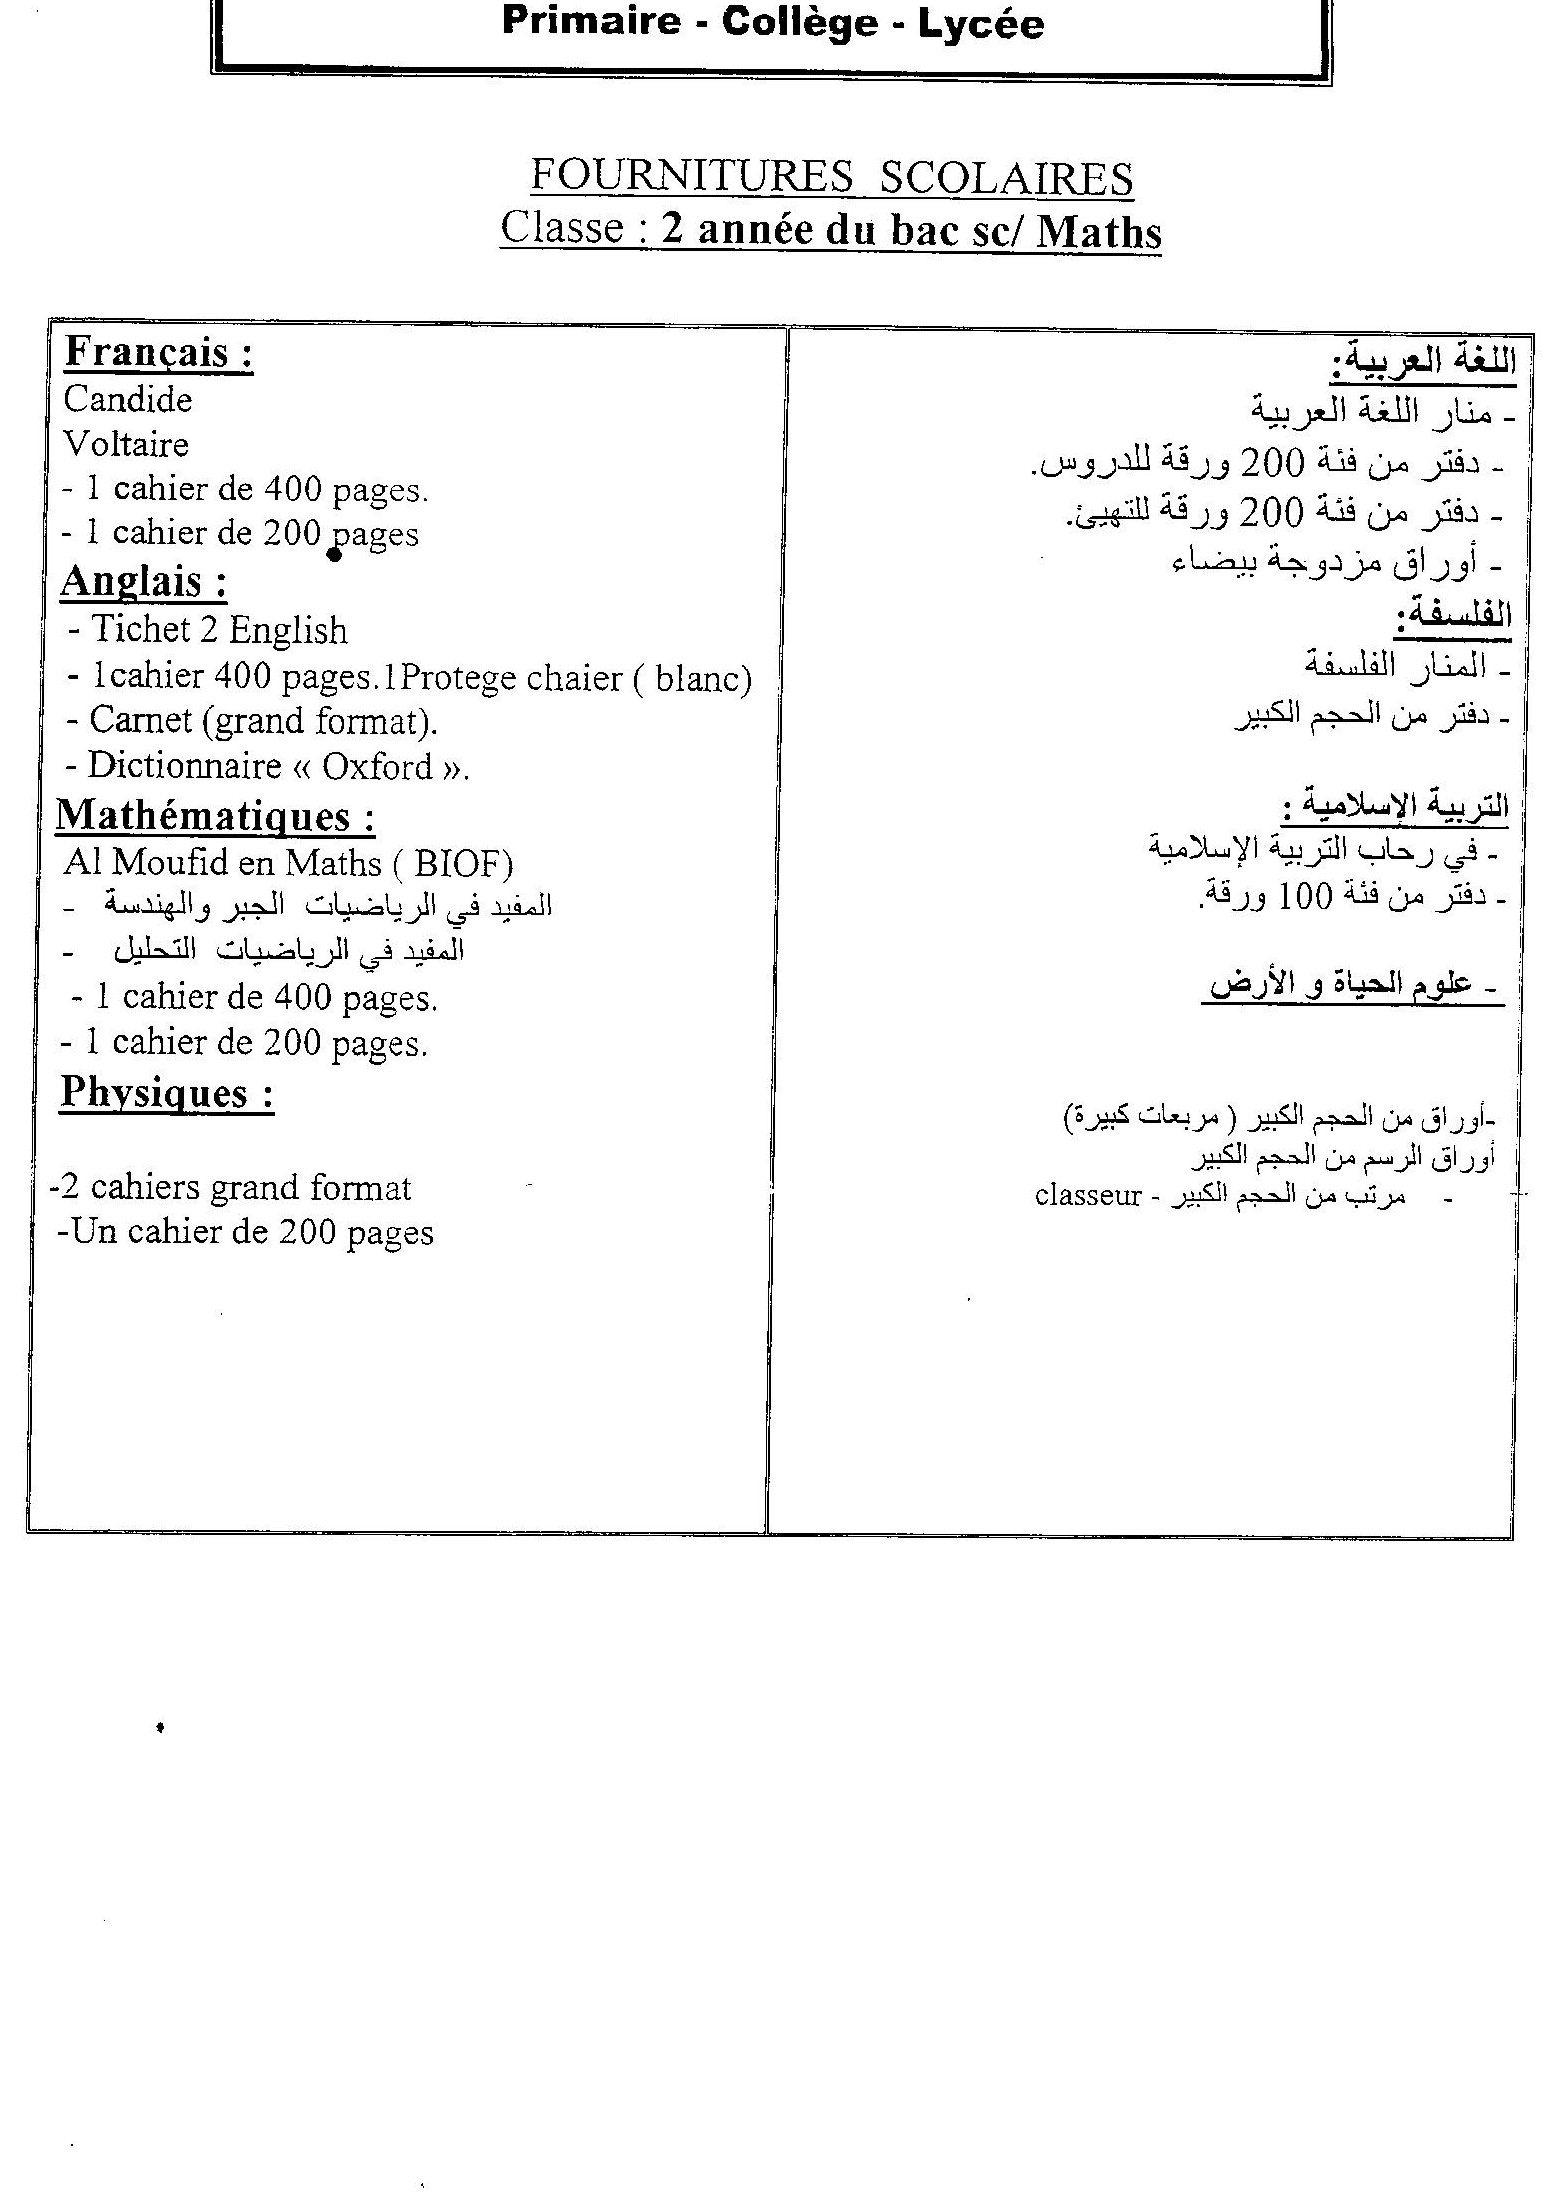 Primaire - Collège - Lycée
FOURNITURES SCOLAIRES
Classe : 2 année du bac sc/ Maths
Français :
Candide
Voltaire
- 1 cahier de 400 pages.
- 1 cahier de 200 pages
Anglais :
- Tichet 2 English
- 1cahier 400 pages.1Protege chaier ( blanc)
- Carnet (grand format).
- Dictionnaire « Oxford ».
Mathématiques :
Al Moufid en Maths ( BIOF)
- المفيد في الرياضيات الجبر والهندسة
- المفيد في الرياضيات التحليل
- 1 cahier de 400 pages.
- 1 cahier de 200 pages.
Physiques :
-2 cahiers grand format
-Un cahier de 200 pages
اللغة العربية:
- منار اللغة العربية
- دفتر من فئة 200 ورقة للدروس.
- دفتر من فئة 200 ورقة للتهيئ.
- أوراق مزدوجة بيضاء
الفلسفة:
- المنار الفلسفة
- دفتر من الحجم الكبير
التربية الإسلامية :
- في رحاب التربية الإسلامية
- دفتر من فئة 100 ورقة.
- علوم الحياة و الأرض
-أوراق من الحجم الكبير ( مربعات كبيرة)
أوراق الرسم من الحجم الكبير
- مرتب من الحجم الكبير - classeur